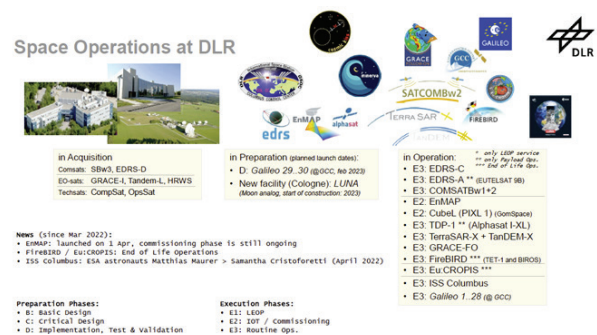 Space Operations at DLR
GRACE
GCC
GALILEO
DLR
minerva
SATCOMBw2
edrs
EnMAP
alphasat
TERRA SAR
FIREBIRD
in Acquisition
Comsats: SBw3, EDRS-D
EO-sats: GRACE-I, Tandem-L, HRWS
Techsats: CompSat, OpsSat
in Preparation (planned launch dates):
• D: Galileo 29..30 (@GCC, feb 2023)
• New facility (Cologne): LUNA
(Moon analog, start of construction: 2023)
in Operation:
* only LEOP service
** only Payload Ops.
*** End of Life Ops.
• E3: EDRS-C
• E3: EDRS-A ** (EUTELSAT 9B)
• E3: COMSATBw1+2
• E2: EnMAP
• E2: CubeL (PIXL 1) (GomSpace)
• E3: TDP-1 ** (Alphasat I-XL)
• E3: TerraSAR-X + TanDEM-X
• E3: GRACE-FO
• E3: FireBIRD *** (TET-1 and BIROS)
• E3: Eu:CROPIS ***
• E3: ISS Columbus
• E3: Galileo 1..28 (@ GCC)
News (since Mar 2022):
• EnMAP: launched on 1 Apr, commissioning phase is still ongoing
• FireBIRD / Eu:CROPIS: End of Life Operations
• ISS Columbus: ESA astronauts Matthias Maurer > Samantha Cristoforetti (April 2022)
Preparation Phases:
• B: Basic Design
• C: Critical Design
• D: Implementation, Test & Validation
Execution Phases:
• E1: LEOP
• E2: IOT / Commissioning
• E3: Routine Ops.